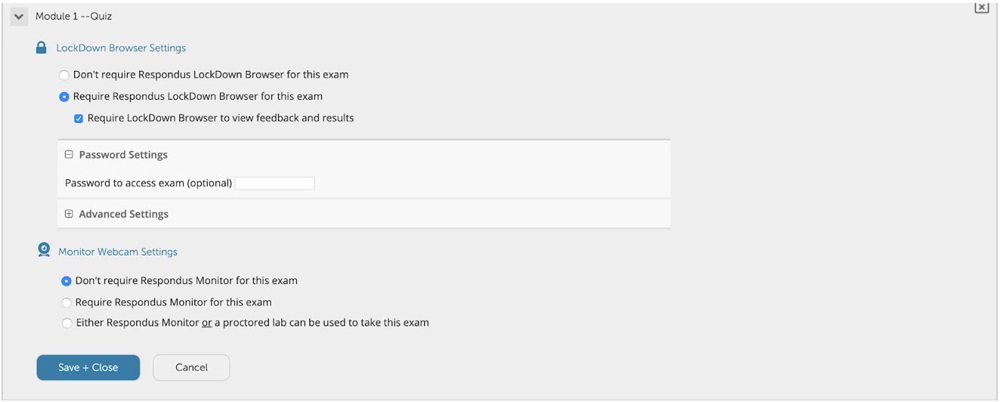 Module 1 --Quiz
LockDown Browser Settings
Don't require Respondus LockDown Browser for this exam
Require Respondus LockDown Browser for this exam
Require LockDown Browser to view feedback and results
Password Settings
Password to access exam (optional)
Advanced Settings
Monitor Webcam Settings
Don't require Respondus Monitor for this exam
Require Respondus Monitor for this exam
Either Respondus Monitor or a proctored lab can be used to take this exam
Save + Close Cancel